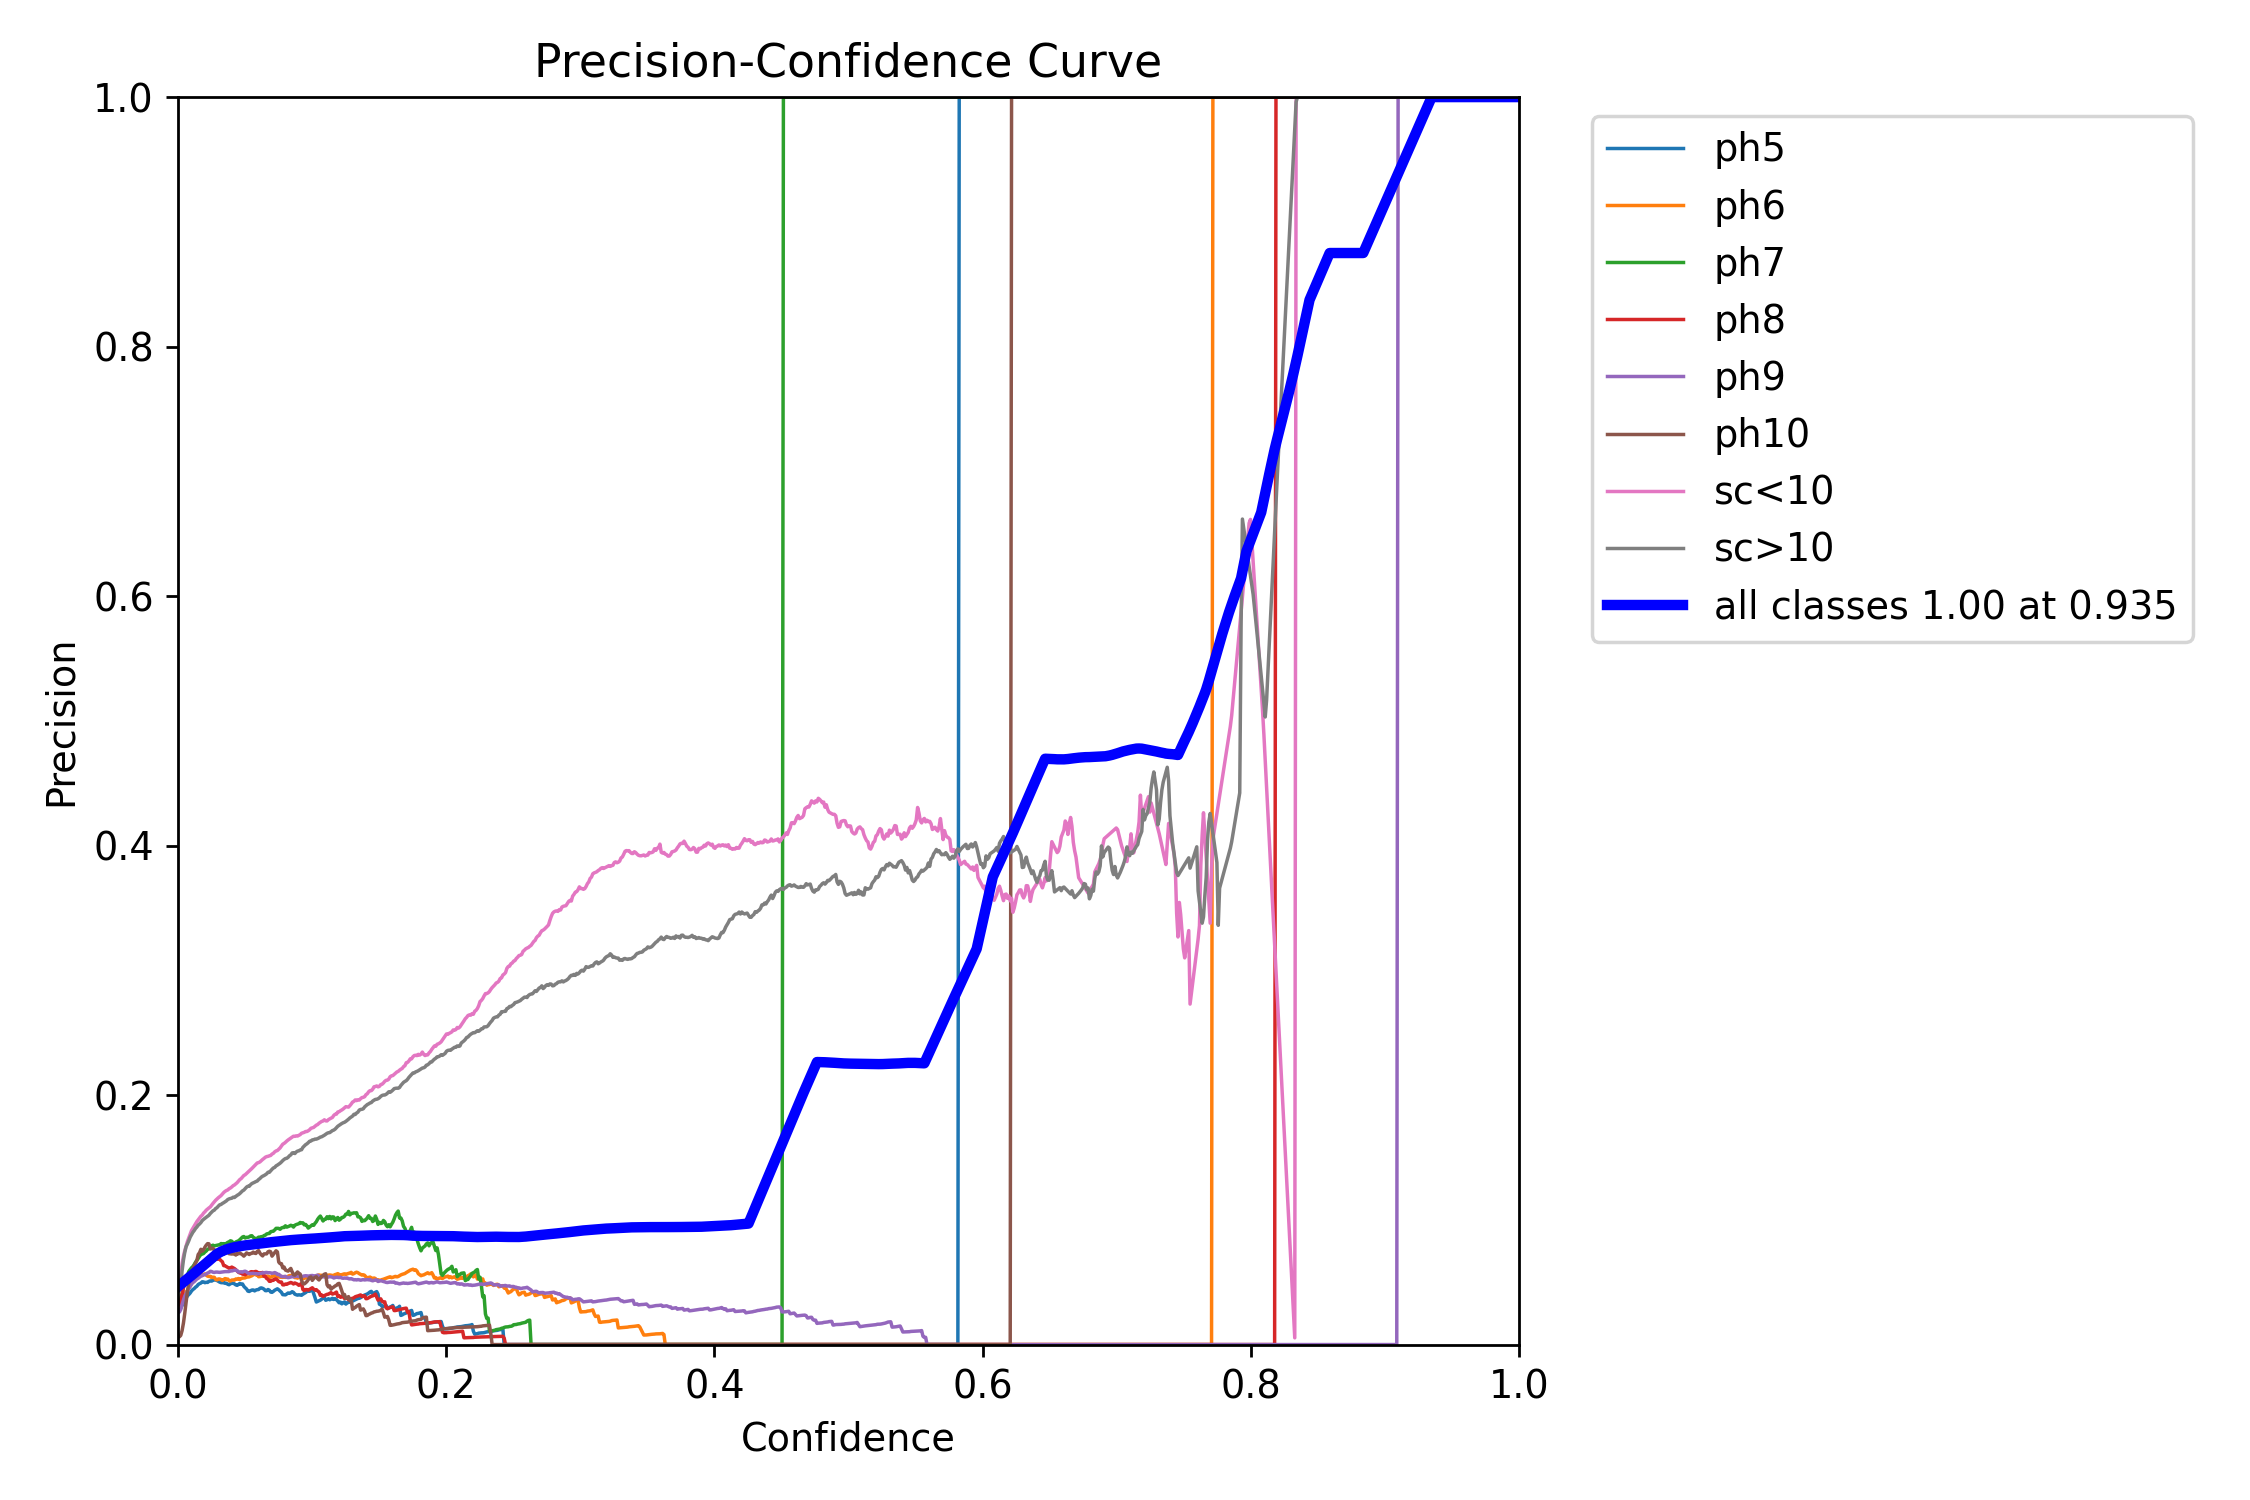 Precision-Confidence Curve
1.0
0.8
0.6
0.4
0.2
0.0
Precision
0.0 0.2 0.4 0.6 0.8 1.0
Confidence
ph5
ph6
ph7
ph8
ph9
ph10
sc<10
sc>10
all classes 1.00 at 0.935